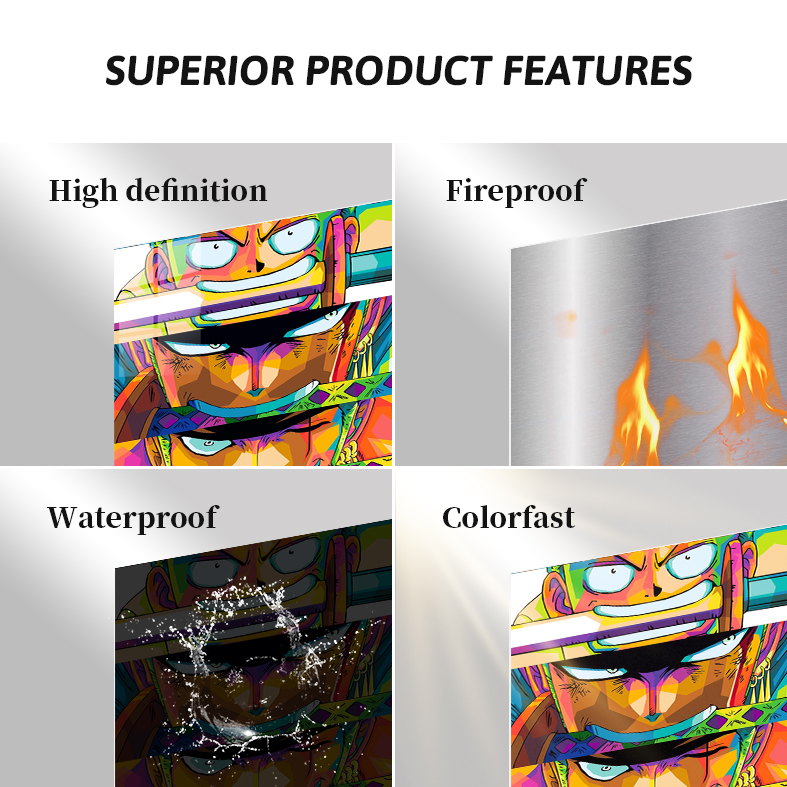 SUPERIOR PRODUCT FEATURES
High definition
Fireproof
Waterproof
Colorfast